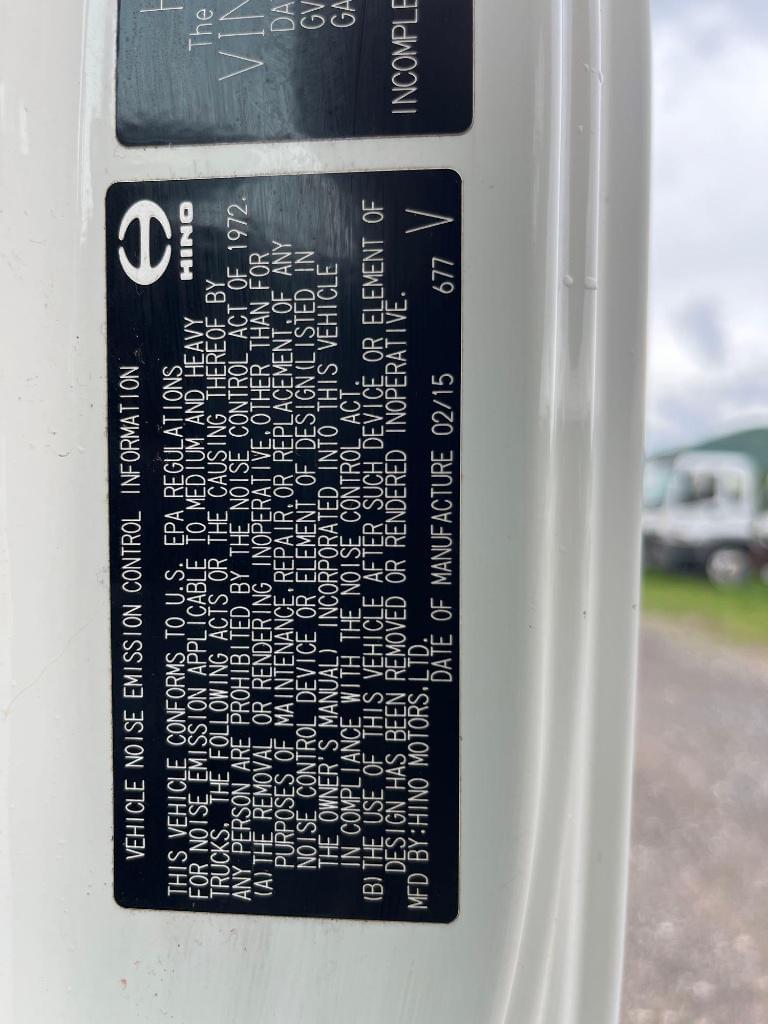 H
The
VIN
DA
GV
GA
INCOMPLE
HINO
VEHICLE NOISE EMISSION CONTROL INFORMATION
THIS VEHICLE CONFORMS TO U.S. EPA REGULATIONS
FOR NOISE EMISSION APPLICABLE TO MEDIUM AND HEAVY
TRUCKS. THE FOLLOWING ACTS OR THE CAUSING THEREOF BY
ANY PERSON ARE PROHIBITED BY THE NOISE CONTROL ACT OF 1972.
(A) THE REMOVAL OR RENDERING INOPERATIVE,OTHER THAN FOR
PURPOSES OF MAINTENANCE,REPAIR,OR REPLACEMENT,OF ANY
NOISE CONTROL DEVICE OR ELEMENT OF DESIGN(LISTED IN
THE OWNER'S MANUAL) INCORPORATED INTO THIS VEHICLE
IN COMPLIANCE WITH THE NOISE CONTROL ACT.
(B) THE USE OF THIS VEHICLE AFTER SUCH DEVICE OR ELEMENT OF
DESIGN HAS BEEN REMOVED OR RENDERED INOPERATIVE.
MFD BY:HINO MOTORS,LTD.
DATE OF MANUFACTURE 02/15 677 V